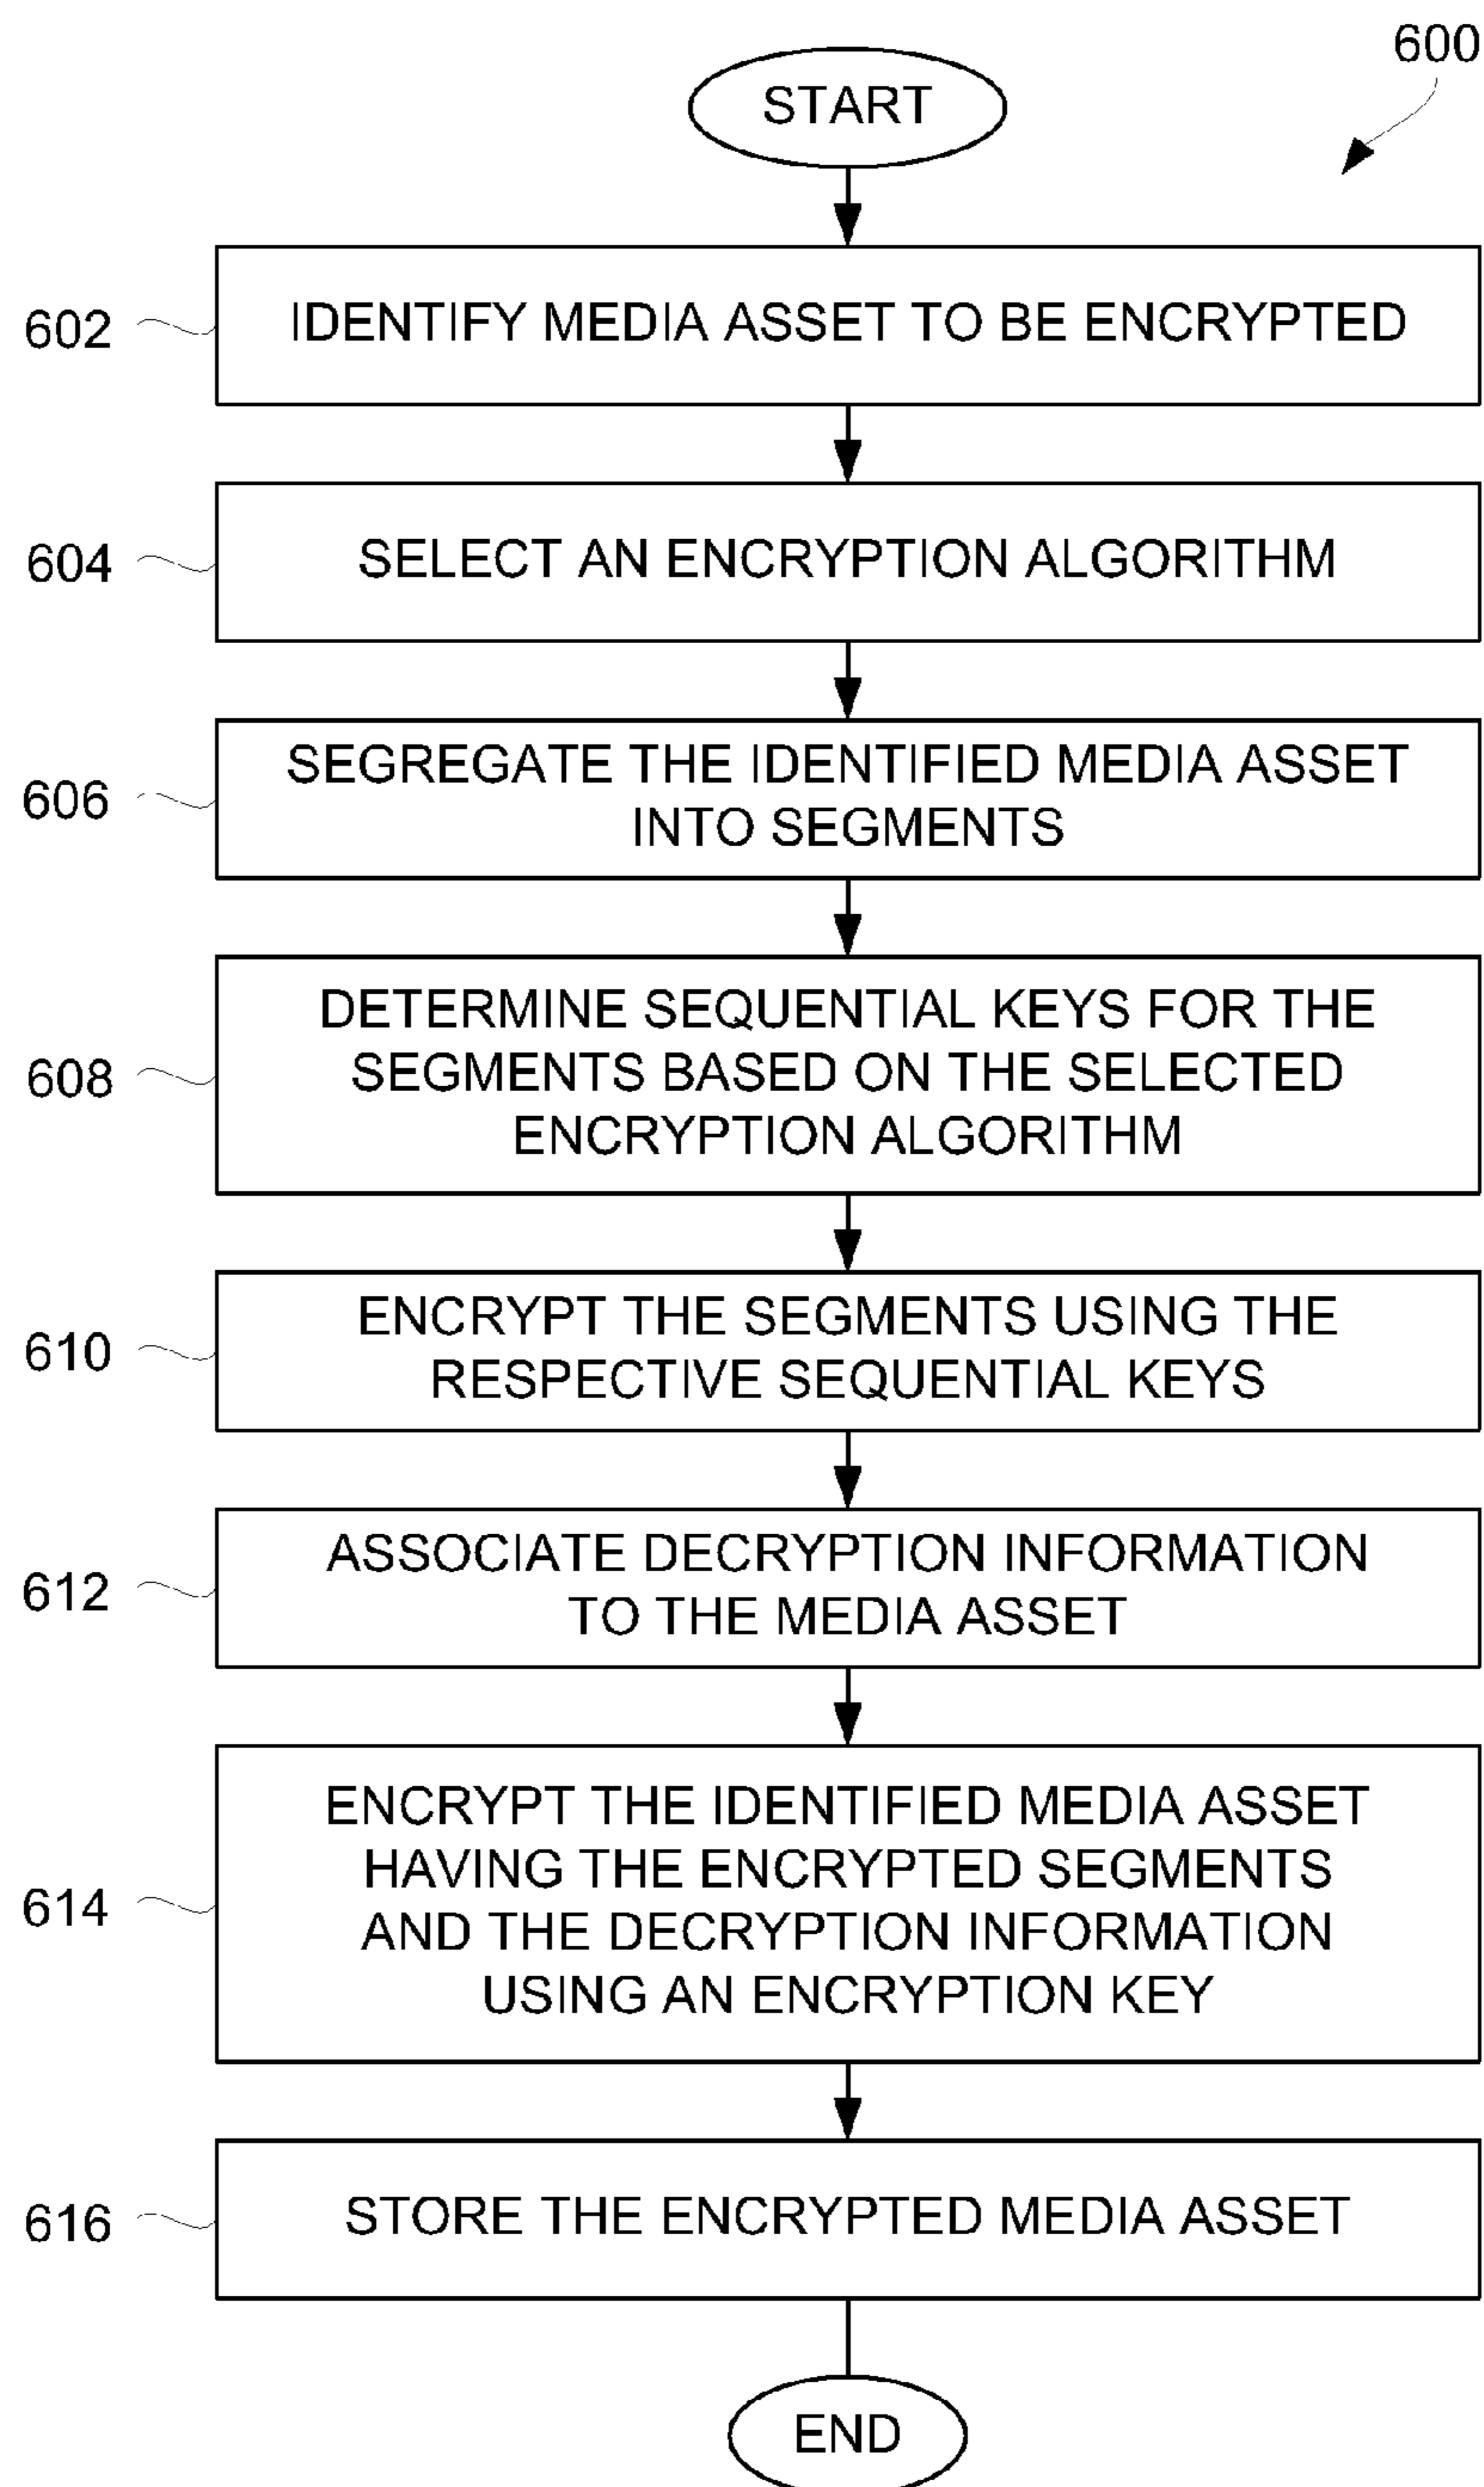 600
START
602
IDENTIFY MEDIA ASSET TO BE ENCRYPTED
604
SELECT AN ENCRYPTION ALGORITHM
606
SEGREGATE THE IDENTIFIED MEDIA ASSET
INTO SEGMENTS
608
DETERMINE SEQUENTIAL KEYS FOR THE
SEGMENTS BASED ON THE SELECTED
ENCRYPTION ALGORITHM
610
ENCRYPT THE SEGMENTS USING THE
RESPECTIVE SEQUENTIAL KEYS
612
ASSOCIATE DECRYPTION INFORMATION
TO THE MEDIA ASSET
614
ENCRYPT THE IDENTIFIED MEDIA ASSET
HAVING THE ENCRYPTED SEGMENTS
AND THE DECRYPTION INFORMATION
USING AN ENCRYPTION KEY
616
STORE THE ENCRYPTED MEDIA ASSET
END